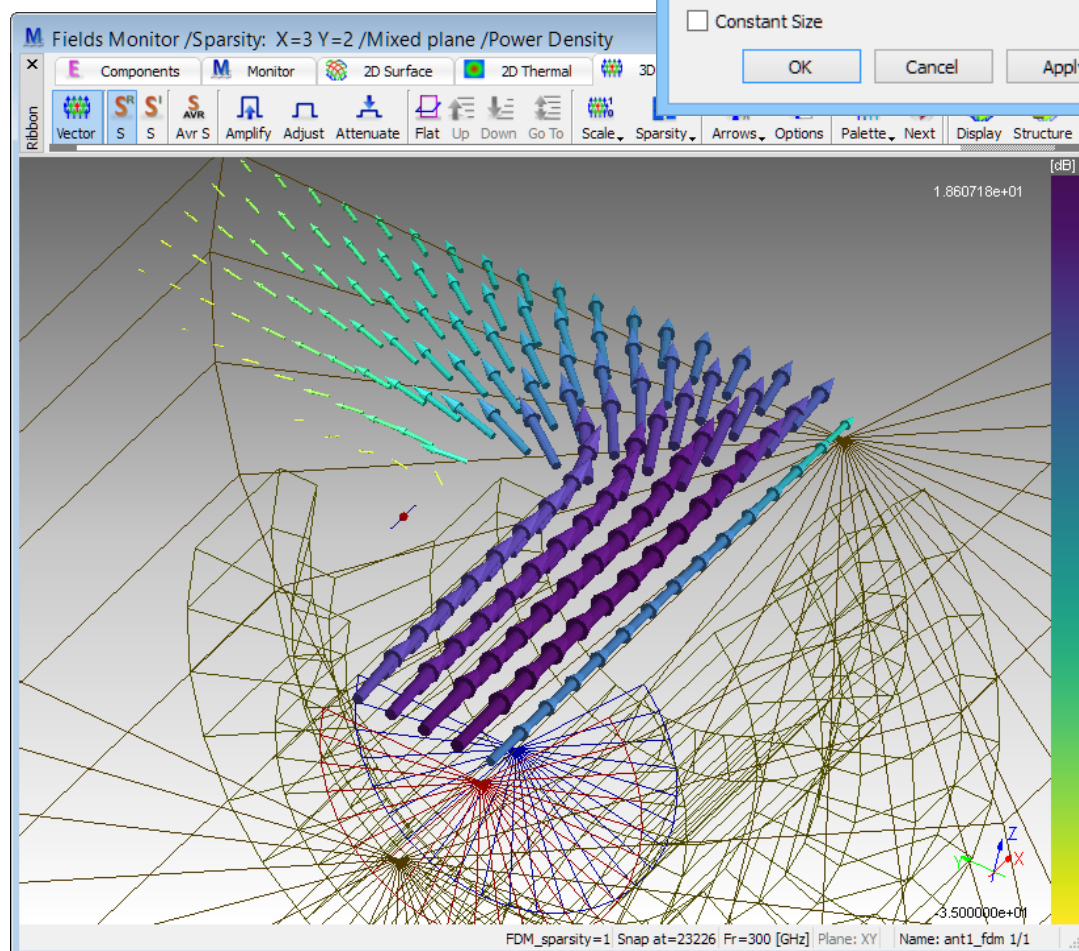 Constant Size
OK Cancel Apply
M Fields Monitor /Sparsity: X=3 Y=2 /Mixed plane /Power Density
E Components M Monitor 2D Surface 2D Thermal 3D
Ribbon
Vector S^R S S^I S S AVR Avr S Amplify Adjust Attenuate Flat Up Down Go To Scale Sparsity Arrows Options Palette Next Display Structure
[dB]
1.860718e+01
Z
Y X
-3.500000e+01
FDM_sparsity=1 Snap at=23226 Fr=300 [GHz] Plane: XY Name: ant1_fdm 1/1